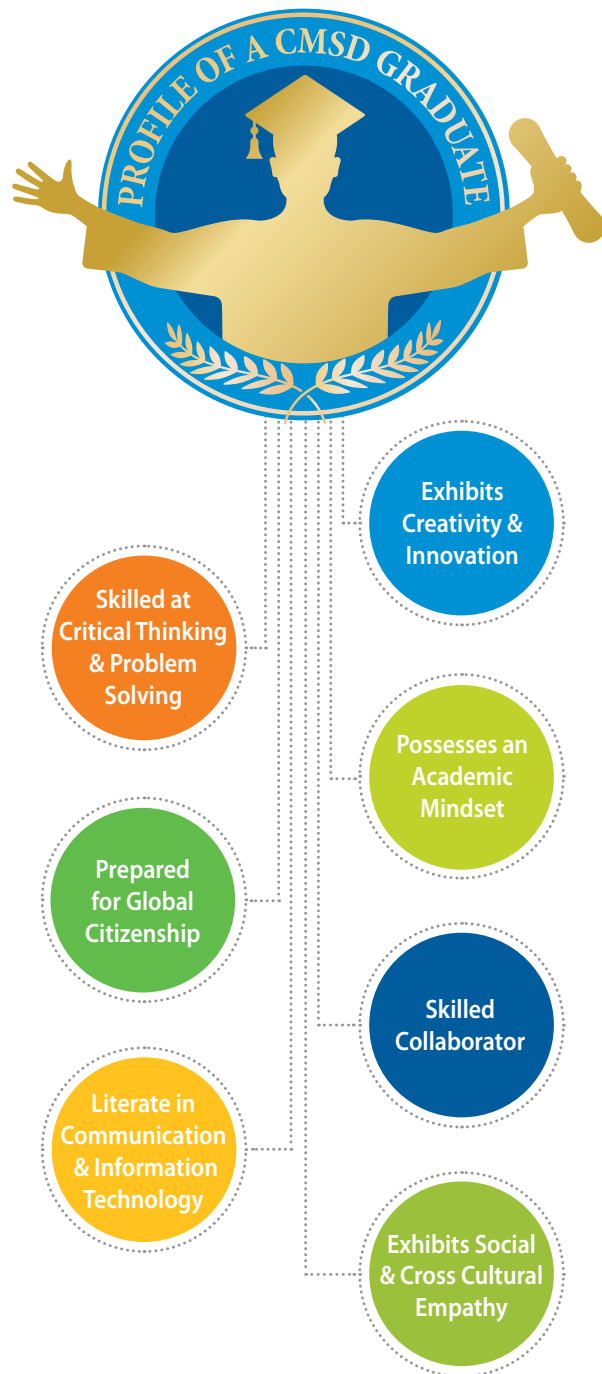 PROFILE OF A CMSD GRADUATE
Exhibits
Creativity &
Innovation
Skilled at
Critical Thinking
& Problem
Solving
Possesses an
Academic
Mindset
Prepared
for Global
Citizenship
Skilled
Collaborator
Literate in
Communication
& Information
Technology
Exhibits Social
& Cross Cultural
Empathy